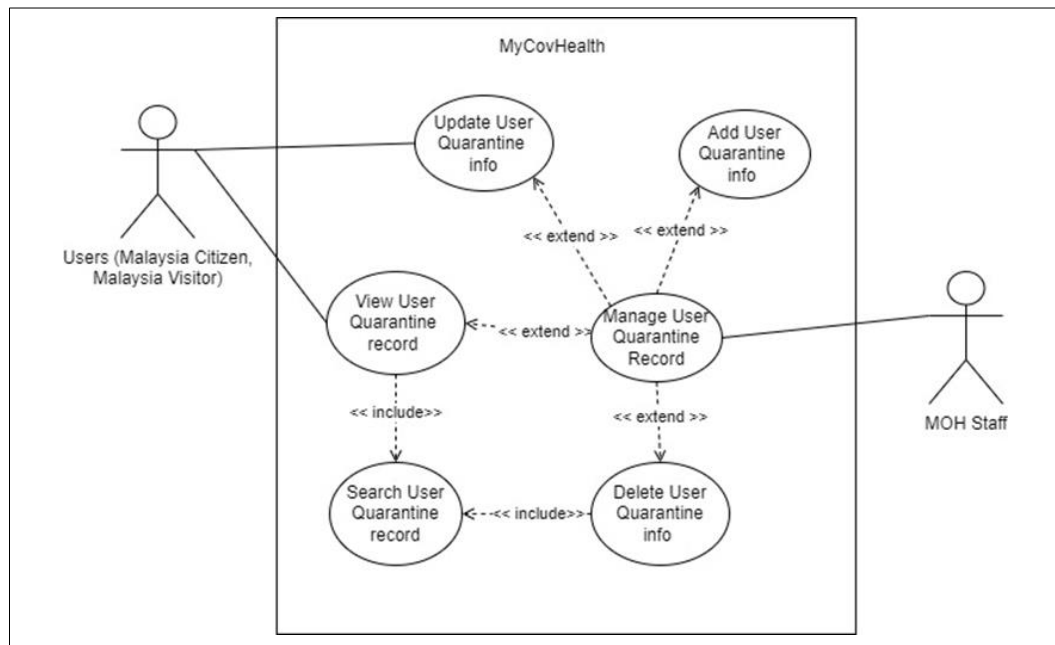 MyCovHealth
Update User
Quarantine
info
Add User
Quarantine
info
<< extend >>
<< extend >>
Users (Malaysia Citizen,
Malaysia Visitor)
View User
Quarantine
record
<< extend >>
Manage User
Quarantine
Record
<< include>>
<< extend >>
MOH Staff
Search User
Quarantine
record
<< include>>
Delete User
Quarantine
info